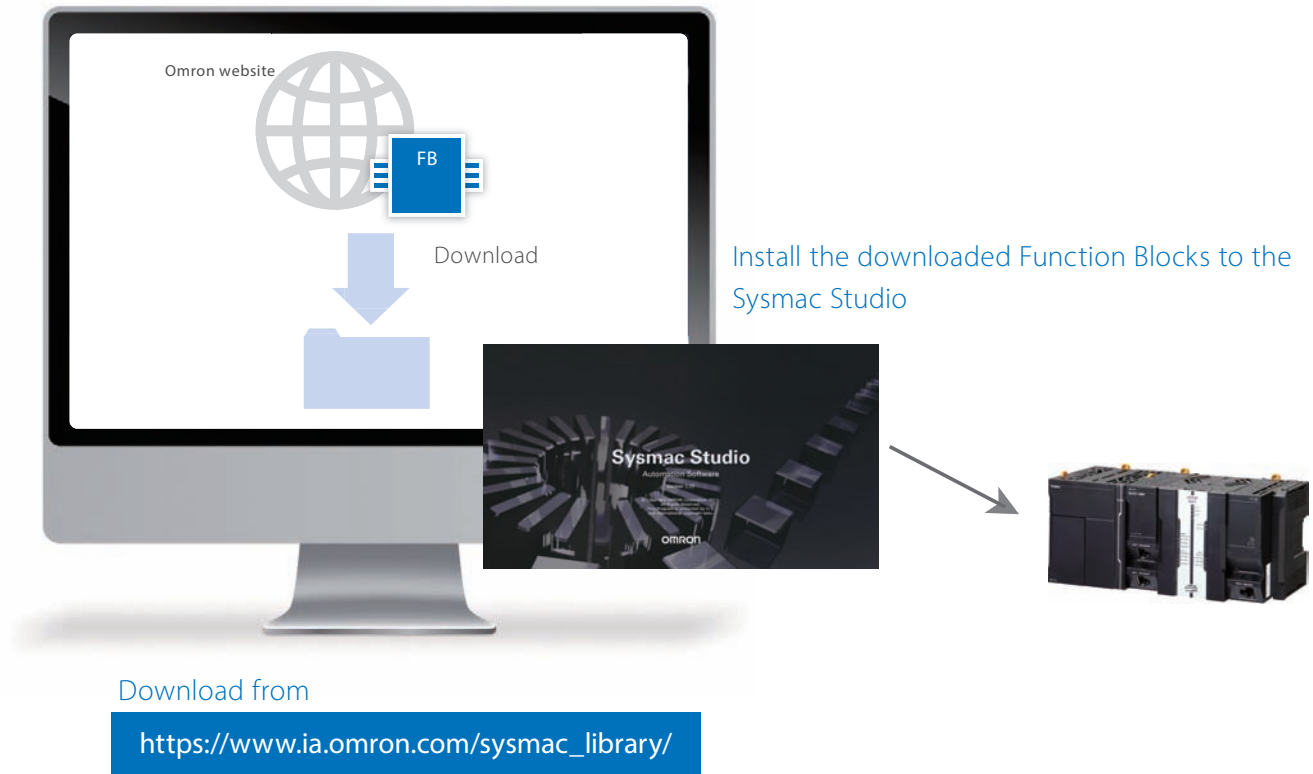 Omron website
FB
Download
Install the downloaded Function Blocks to the
Sysmac Studio
Sysmac Studio
Automation Software
OMRON
Download from
https://www.ia.omron.com/sysmac_library/